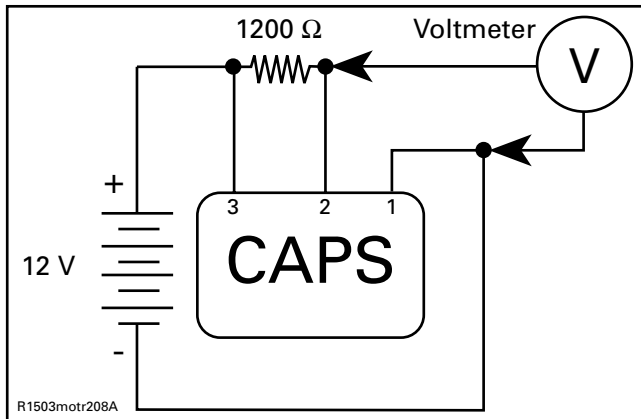 1200 Ω
Voltmeter
V
+
3 2 1
CAPS
12 V
-
R1503motr208A